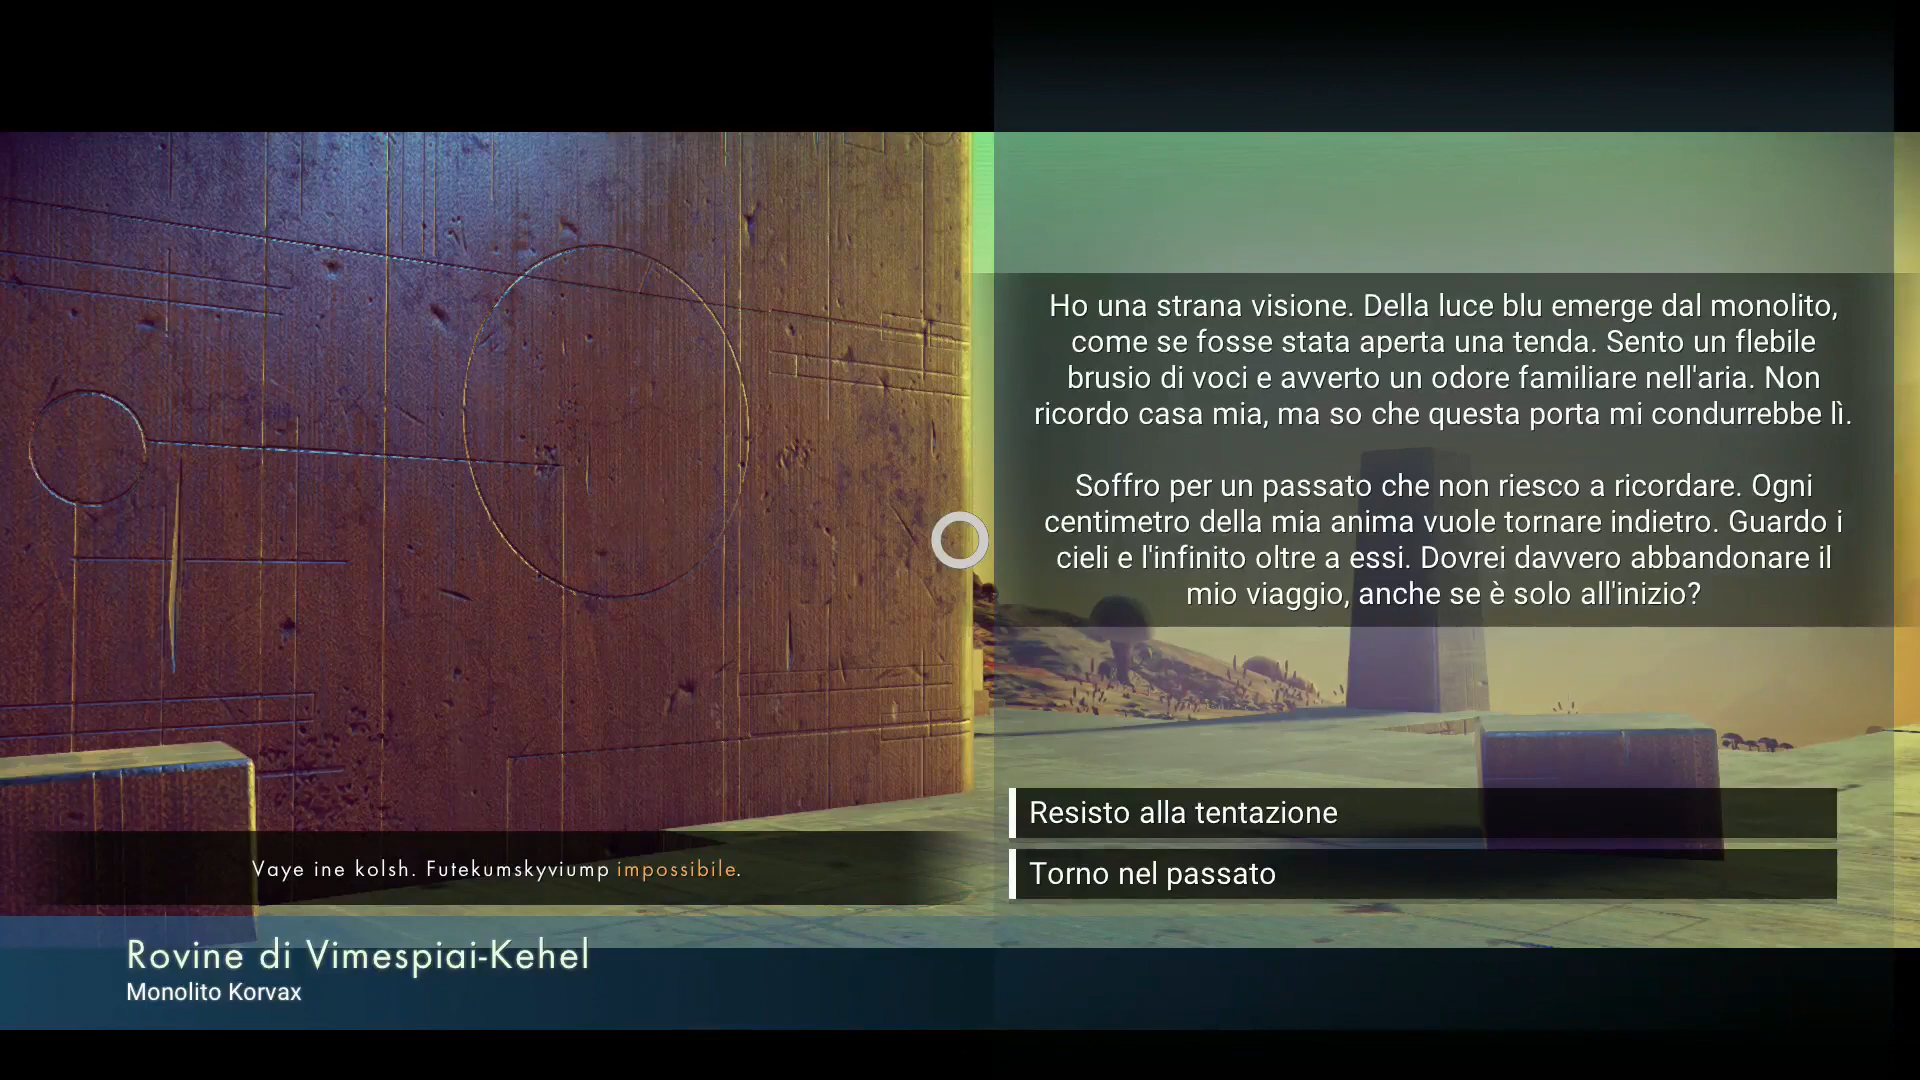 Ho una strana visione. Della luce blu emerge dal monolito,
come se fosse stata aperta una tenda. Sento un flebile
brusio di voci e avverto un odore familiare nell'aria. Non
ricordo casa mia, ma so che questa porta mi condurrebbe lì.
Soffro per un passato che non riesco a ricordare. Ogni
centimetro della mia anima vuole tornare indietro. Guardo i
cieli e l'infinito oltre a essi. Dovrei davvero abbandonare il
mio viaggio, anche se è solo all'inizio?
Resisto alla tentazione
Torno nel passato
Vaye ine kolsh. Futekumskyviump impossibile.
Rovine di Vimespiai-Kehel
Monolito Korvax